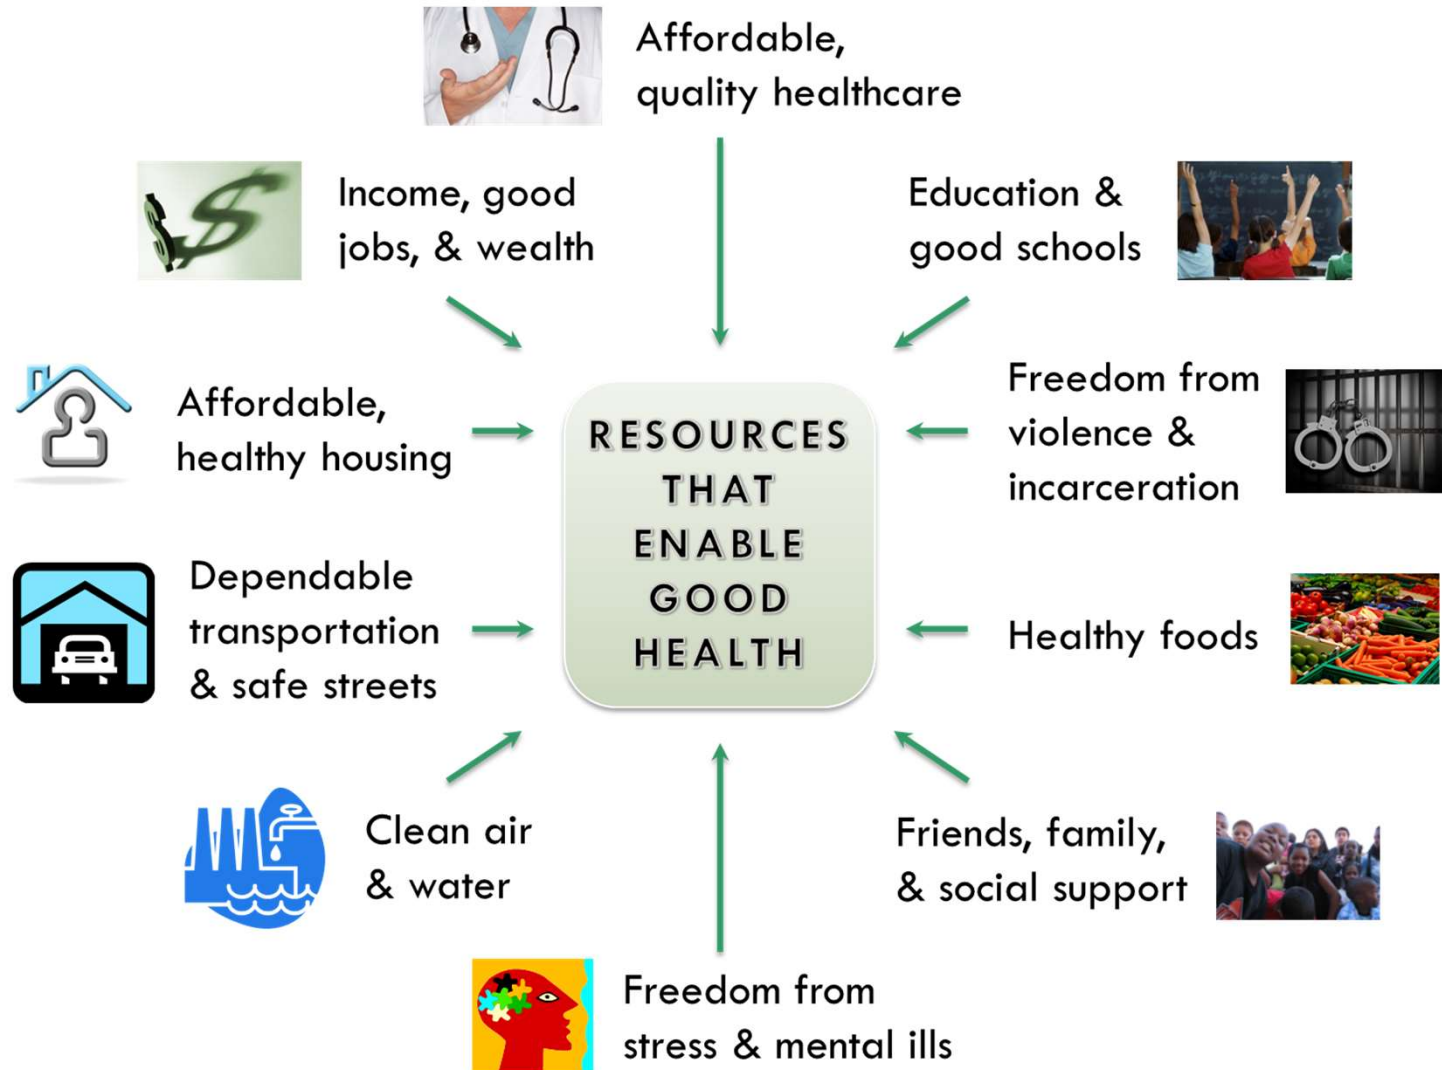 Affordable,
quality healthcare
Income, good
jobs, & wealth
Education &
good schools
Affordable,
healthy housing
RESOURCES
THAT
ENABLE
GOOD
HEALTH
Freedom from
violence &
incarceration
Dependable
transportation
& safe streets
Healthy foods
Clean air
& water
Friends, family,
& social support
Freedom from
stress & mental ills